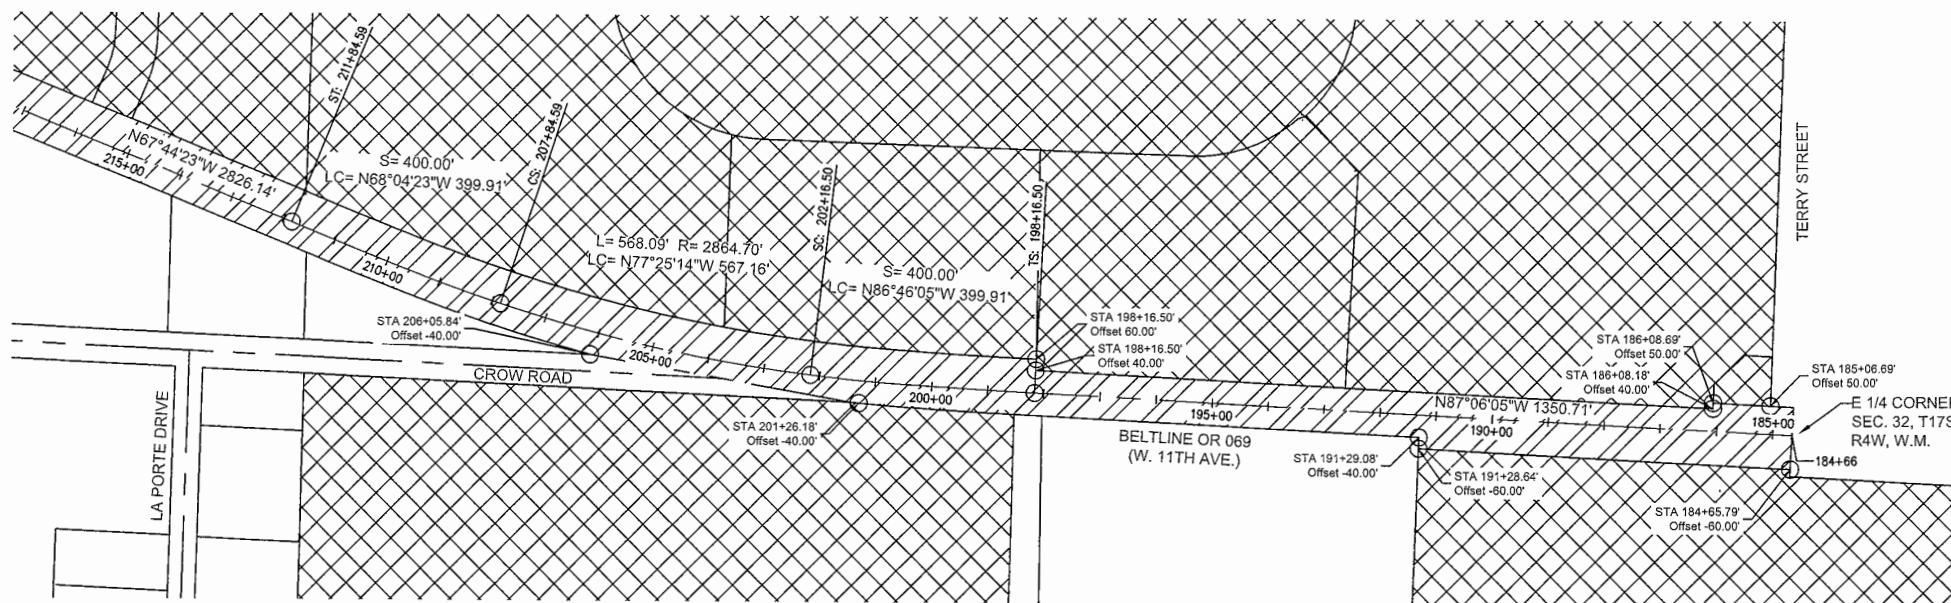 N67°44'23"W 2826.14'
215+00
ST: 211+84.59
S= 400.00'
LC= N68°04'23"W 399.91'
210+00
CS: 207+84.59
STA 206+05.84'
Offset -40.00'
L= 568.09' R= 2864.70'
LC= N77°25'14"W 567.16'
205+00
CROW ROAD
LA PORTE DRIVE
SC: 202+16.50
STA 201+26.18'
Offset -40.00'
S= 400.00'
LC= N86°46'05"W 399.91'
200+00
TS: 198+16.50
STA 198+16.50'
Offset 60.00'
STA 198+16.50'
Offset 40.00'
195+00
BELTLINE OR 069
(W. 11TH AVE.)
STA 191+29.08'
Offset -40.00'
STA 191+28.64'
Offset -60.00'
N87°06'05"W 1350.71'
190+00
STA 186+08.69'
Offset 50.00'
STA 186+08.18'
Offset 40.00'
TERRY STREET
STA 185+06.69'
Offset 50.00'
185+00
E 1/4 CORNE
SEC. 32, T17S
R4W, W.M.
184+66
STA 184+65.79'
Offset -60.00'